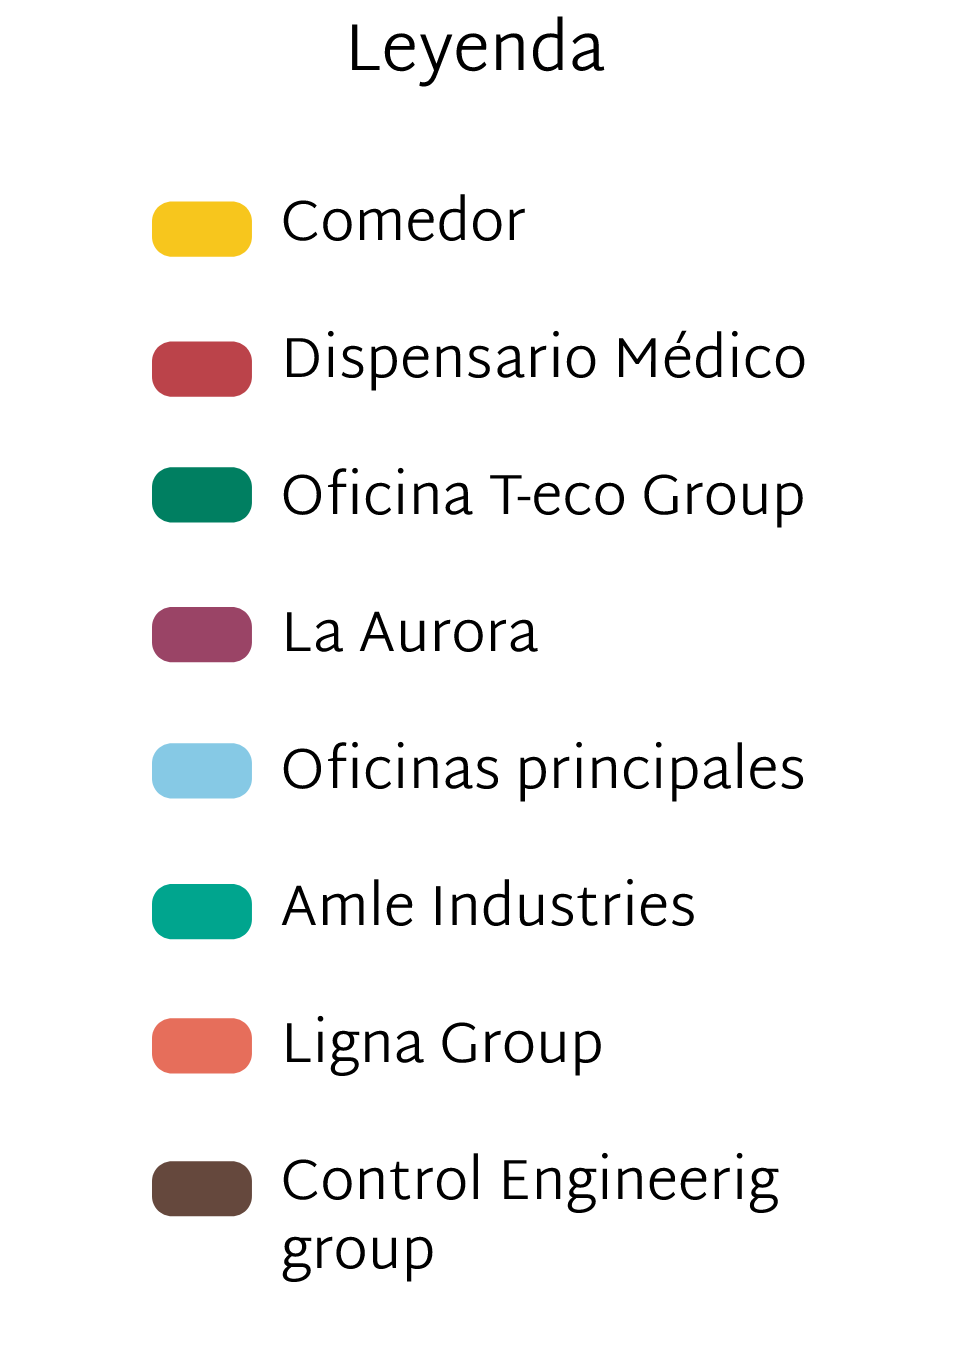 Leyenda
Comedor
Dispensario Médico
Oficina T-eco Group
La Aurora
Oficinas principales
Amle Industries
Ligna Group
Control Engineerig
group